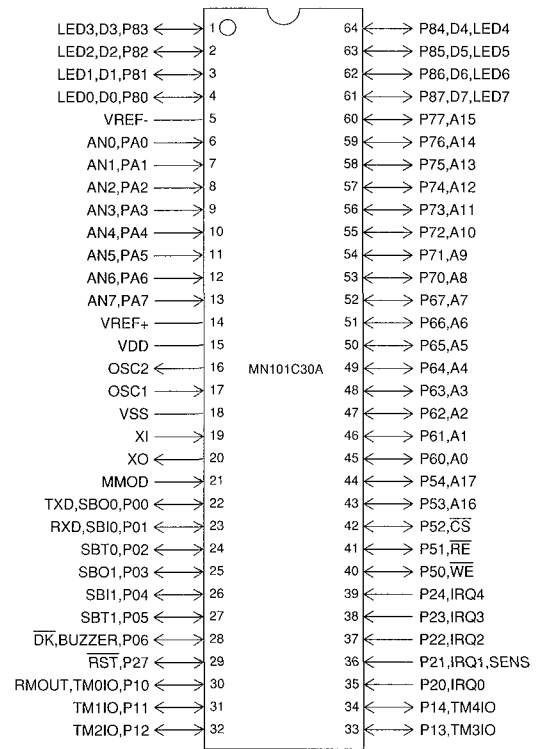 LED3,D3,P83 1 64 P84,D4,LED4
LED2,D2,P82 2 63 P85,D5,LED5
LED1,D1,P81 3 62 P86,D6,LED6
LED0,D0,P80 4 61 P87,D7,LED7
VREF- 5 60 P77,A15
AN0,PA0 6 59 P76,A14
AN1,PA1 7 58 P75,A13
AN2,PA2 8 57 P74,A12
AN3,PA3 9 56 P73,A11
AN4,PA4 10 55 P72,A10
AN5,PA5 11 54 P71,A9
AN6,PA6 12 53 P70,A8
AN7,PA7 13 52 P67,A7
VREF+ 14 51 P66,A6
VDD 15 50 P65,A5
OSC2 16 MN101C30A 49 P64,A4
OSC1 17 48 P63,A3
VSS 18 47 P62,A2
XI 19 46 P61,A1
XO 20 45 P60,A0
MMOD 21 44 P54,A17
TXD,SBO0,P00 22 43 P53,A16
RXD,SBI0,P01 23 42 P52,C̅S̅
SBT0,P02 24 41 P51,R̅E̅
SBO1,P03 25 40 P50,W̅E̅
SBI1,P04 26 39 P24,IRQ4
SBT1,P05 27 38 P23,IRQ3
D̅K̅,BUZZER,P06 28 37 P22,IRQ2
R̅S̅T̅,P27 29 36 P21,IRQ1,SENS
RMOUT,TM0IO,P10 30 35 P20,IRQ0
TM1IO,P11 31 34 P14,TM4IO
TM2IO,P12 32 33 P13,TM3IO